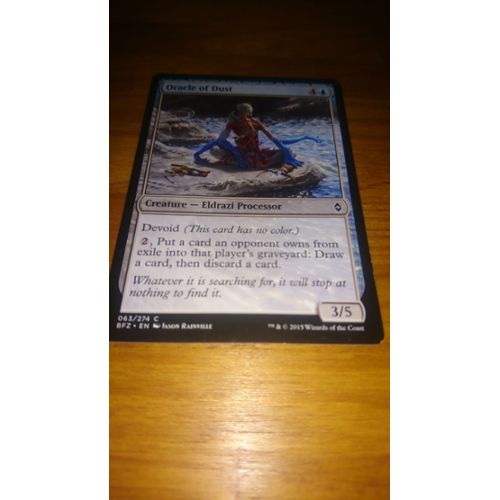 Oracle of Dust 4
Creature — Eldrazi Processor
Devoid (This card has no color.)
2, Put a card an opponent owns from
exile into that player's graveyard: Draw
a card, then discard a card.
Whatever it is searching for, it will stop at
nothing to find it.
3/5
063/274 C
BFZ • EN Jason Rainville ™ & © 2015 Wizards of the Coast